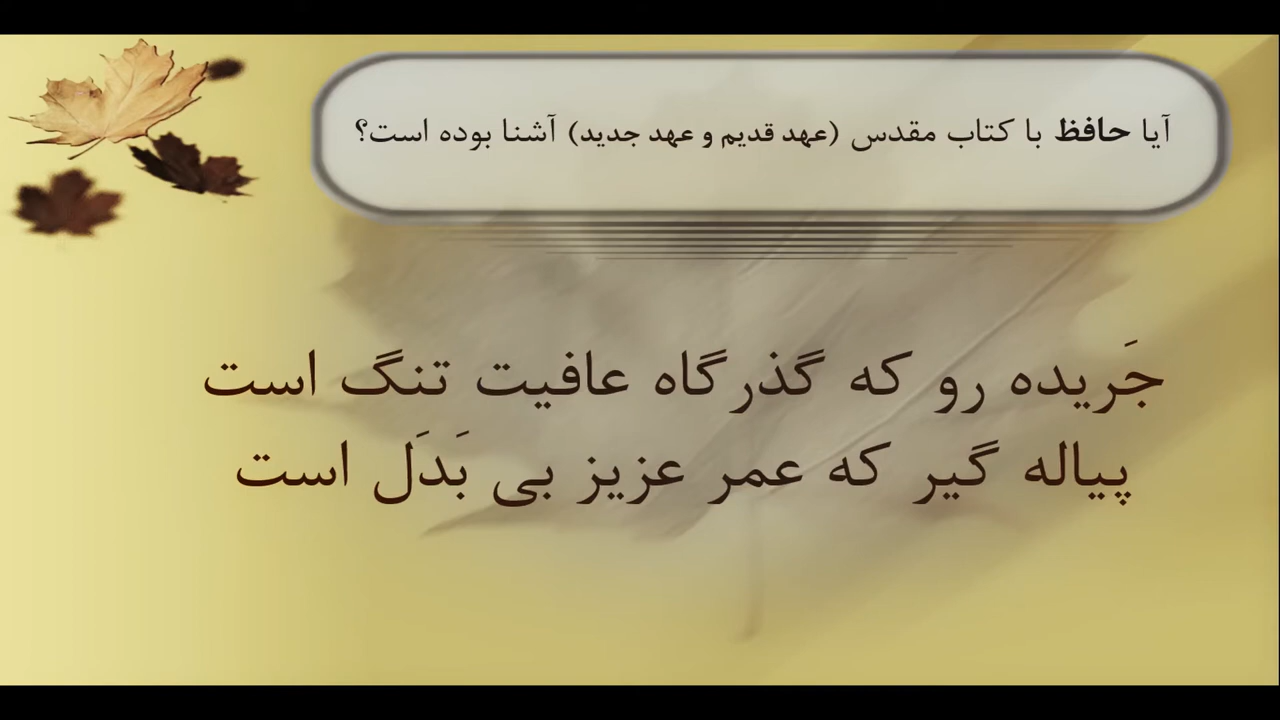 آیا حافظ با کتاب مقدس (عهد قدیم و عهد جدید) آشنا بوده است؟
جَریده رو که گذرگاه عافیت تنگ است
پیاله گیر که عمر عزیز بی بَدَل است